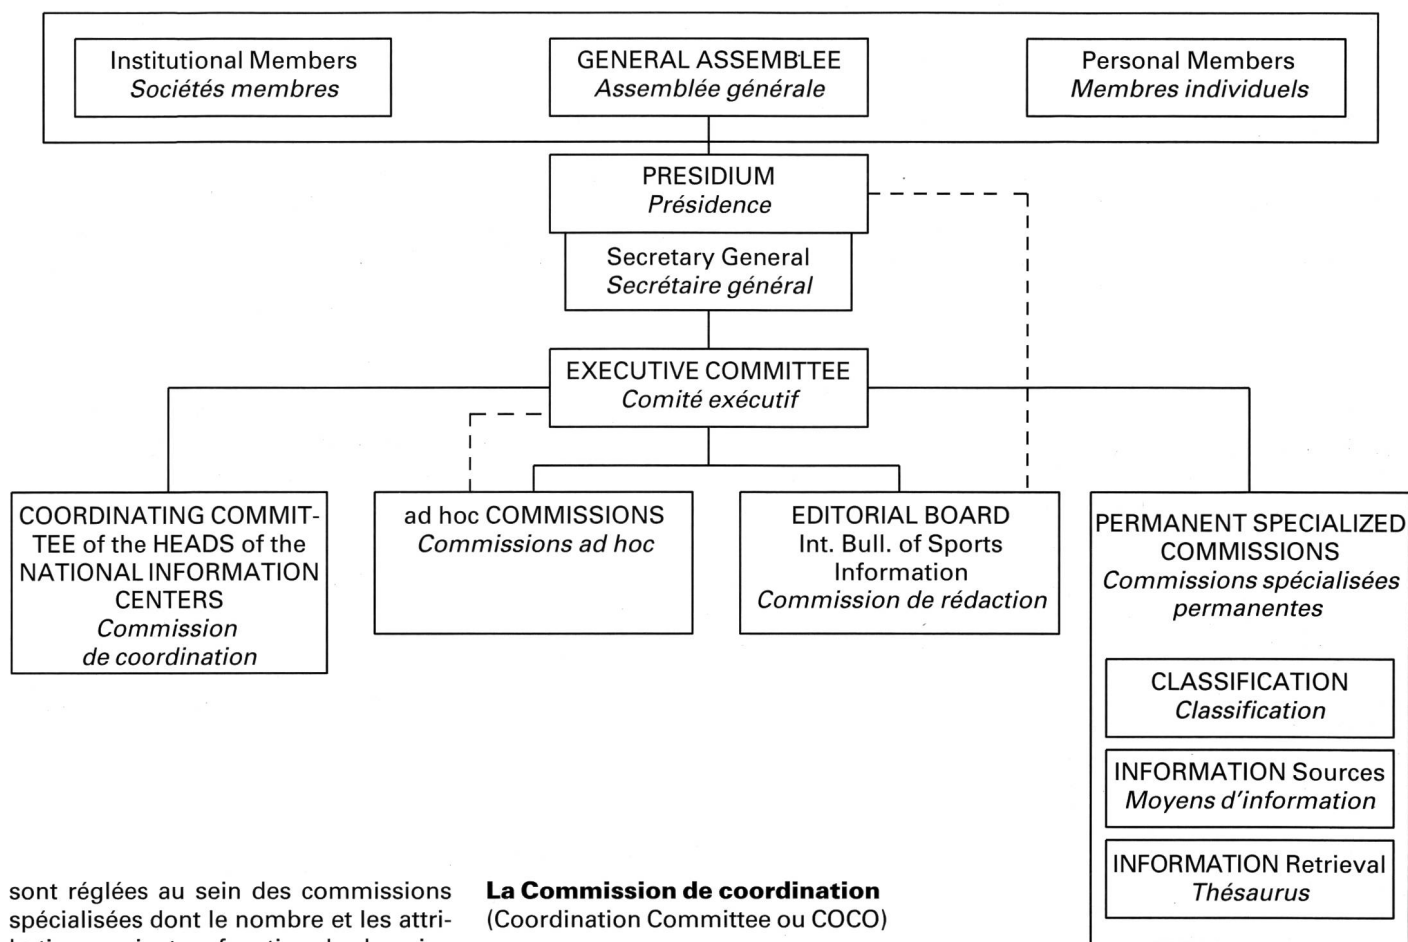 Institutional Members
Sociétés membres
GENERAL ASSEMBLEE
Assemblée générale
Personal Members
Membres individuels
PRESIDIUM
Présidence
Secretary General
Secrétaire général
EXECUTIVE COMMITTEE
Comité exécutif
COORDINATING COMMIT-
TEE of the HEADS of the
NATIONAL INFORMATION
CENTERS
Commission
de coordination
ad hoc COMMISSIONS
Commissions ad hoc
EDITORIAL BOARD
Int. Bull. of Sports
Information
Commission de rédaction
PERMANENT SPECIALIZED
COMMISSIONS
Commissions spécialisées
permanentes
CLASSIFICATION
Classification
INFORMATION Sources
Moyens d'information
INFORMATION Retrieval
Thésaurus
sont réglées au sein des commissions
spécialisées dont le nombre et les attri-
La Commission de coordination
(Coordination Committee ou COCO)